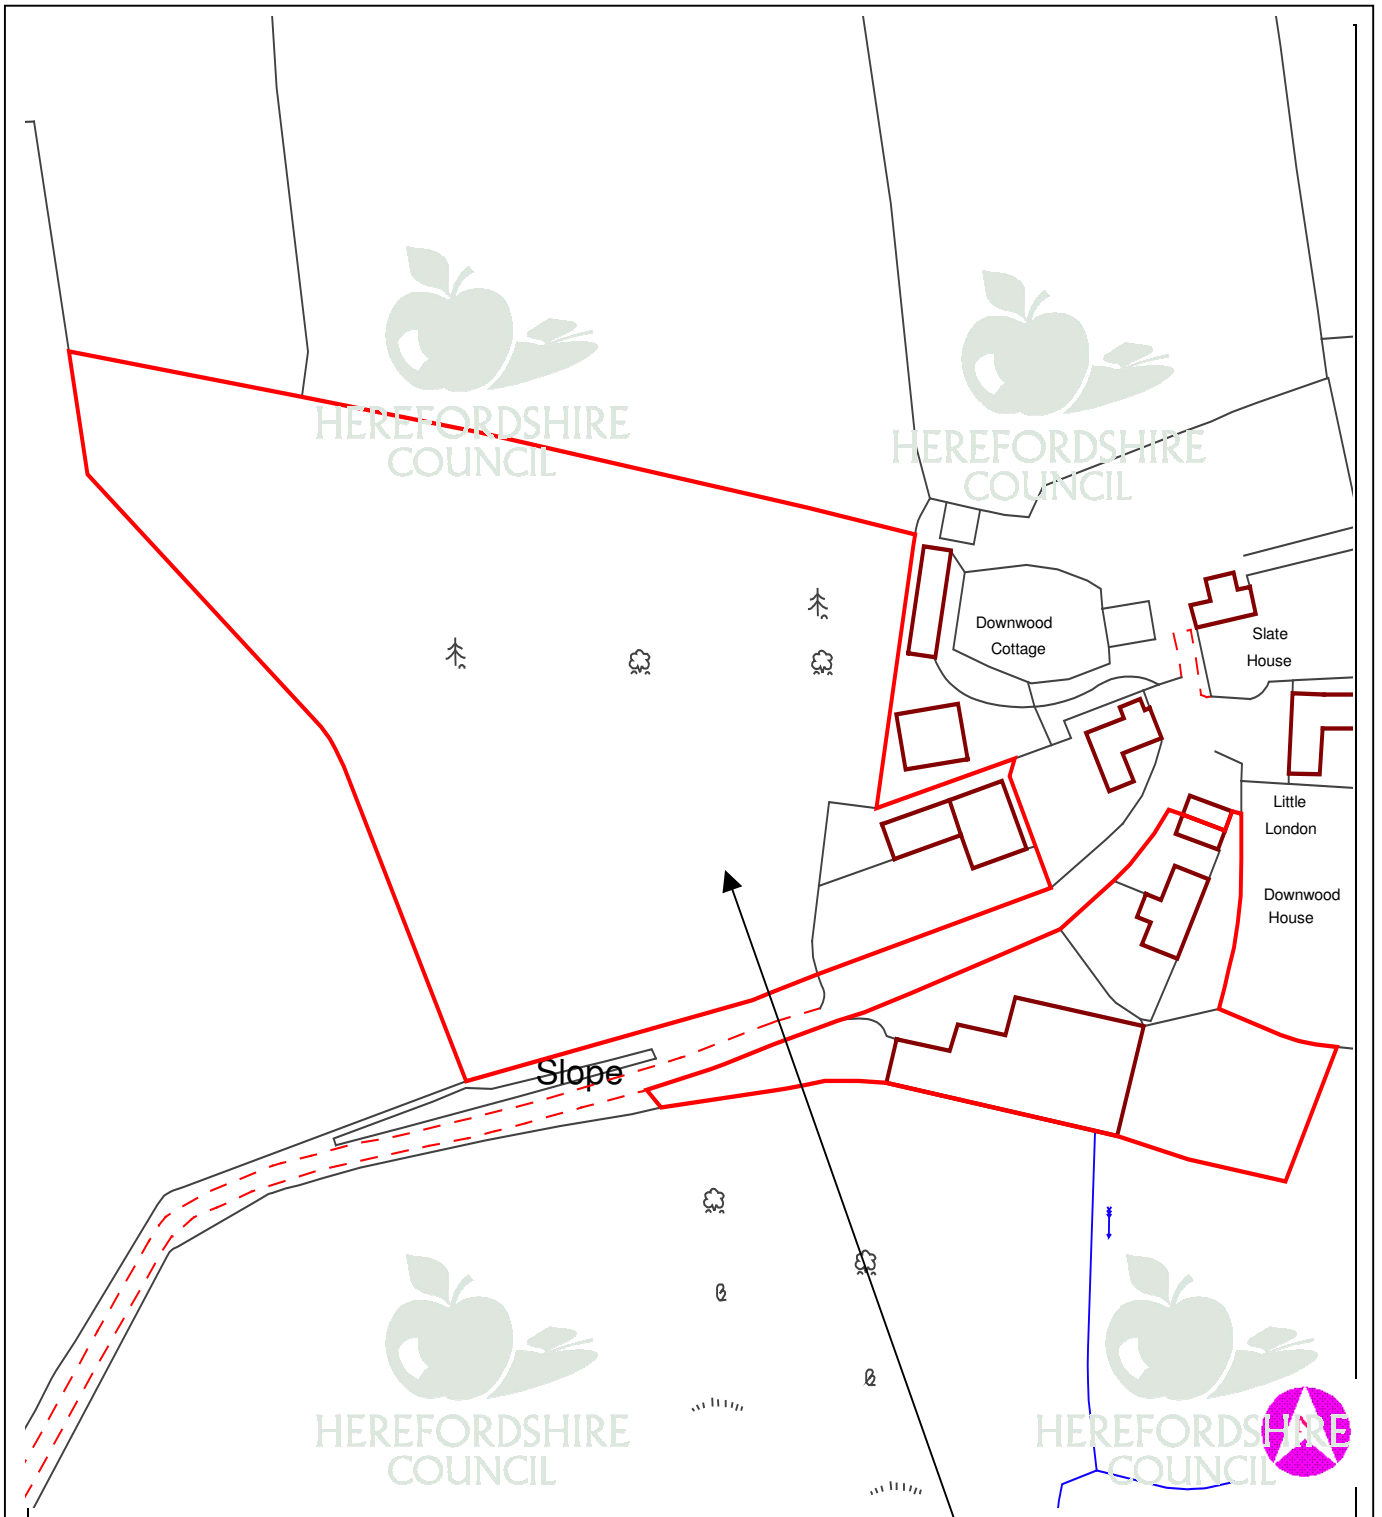 HEREFORDSHIRE
COUNCIL
HEREFORDSHIRE
COUNCIL
Downwood
Cottage
Slate
House
Little
London
Downwood
House
Slope
HEREFORDSHIRE
COUNCIL
HEREFORDSHIRE
COUNCIL